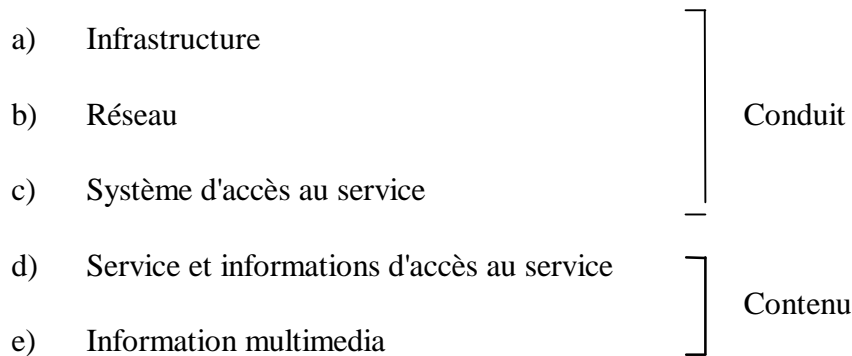 a) Infrastructure
b) Réseau
Conduit
c) Système d'accès au service
d) Service et informations d'accès au service
Contenu
e) Information multimedia